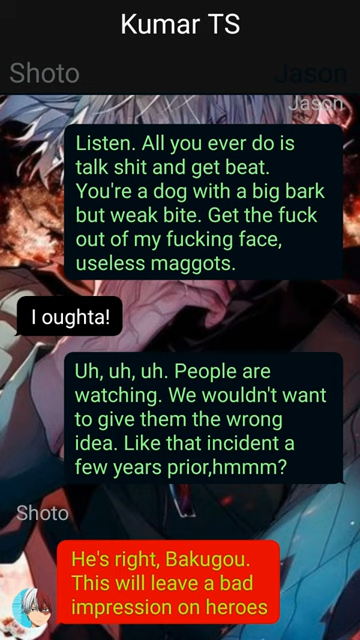 Kumar TS
Shoto
Jason
Jason
Listen. All you ever do is
talk shit and get beat.
You're a dog with a big bark
but weak bite. Get the fuck
out of my fucking face,
useless maggots.
I oughta!
Uh, uh, uh. People are
watching. We wouldn't want
to give them the wrong
idea. Like that incident a
few years prior,hmmm?
Shoto
He's right, Bakugou.
This will leave a bad
impression on heroes